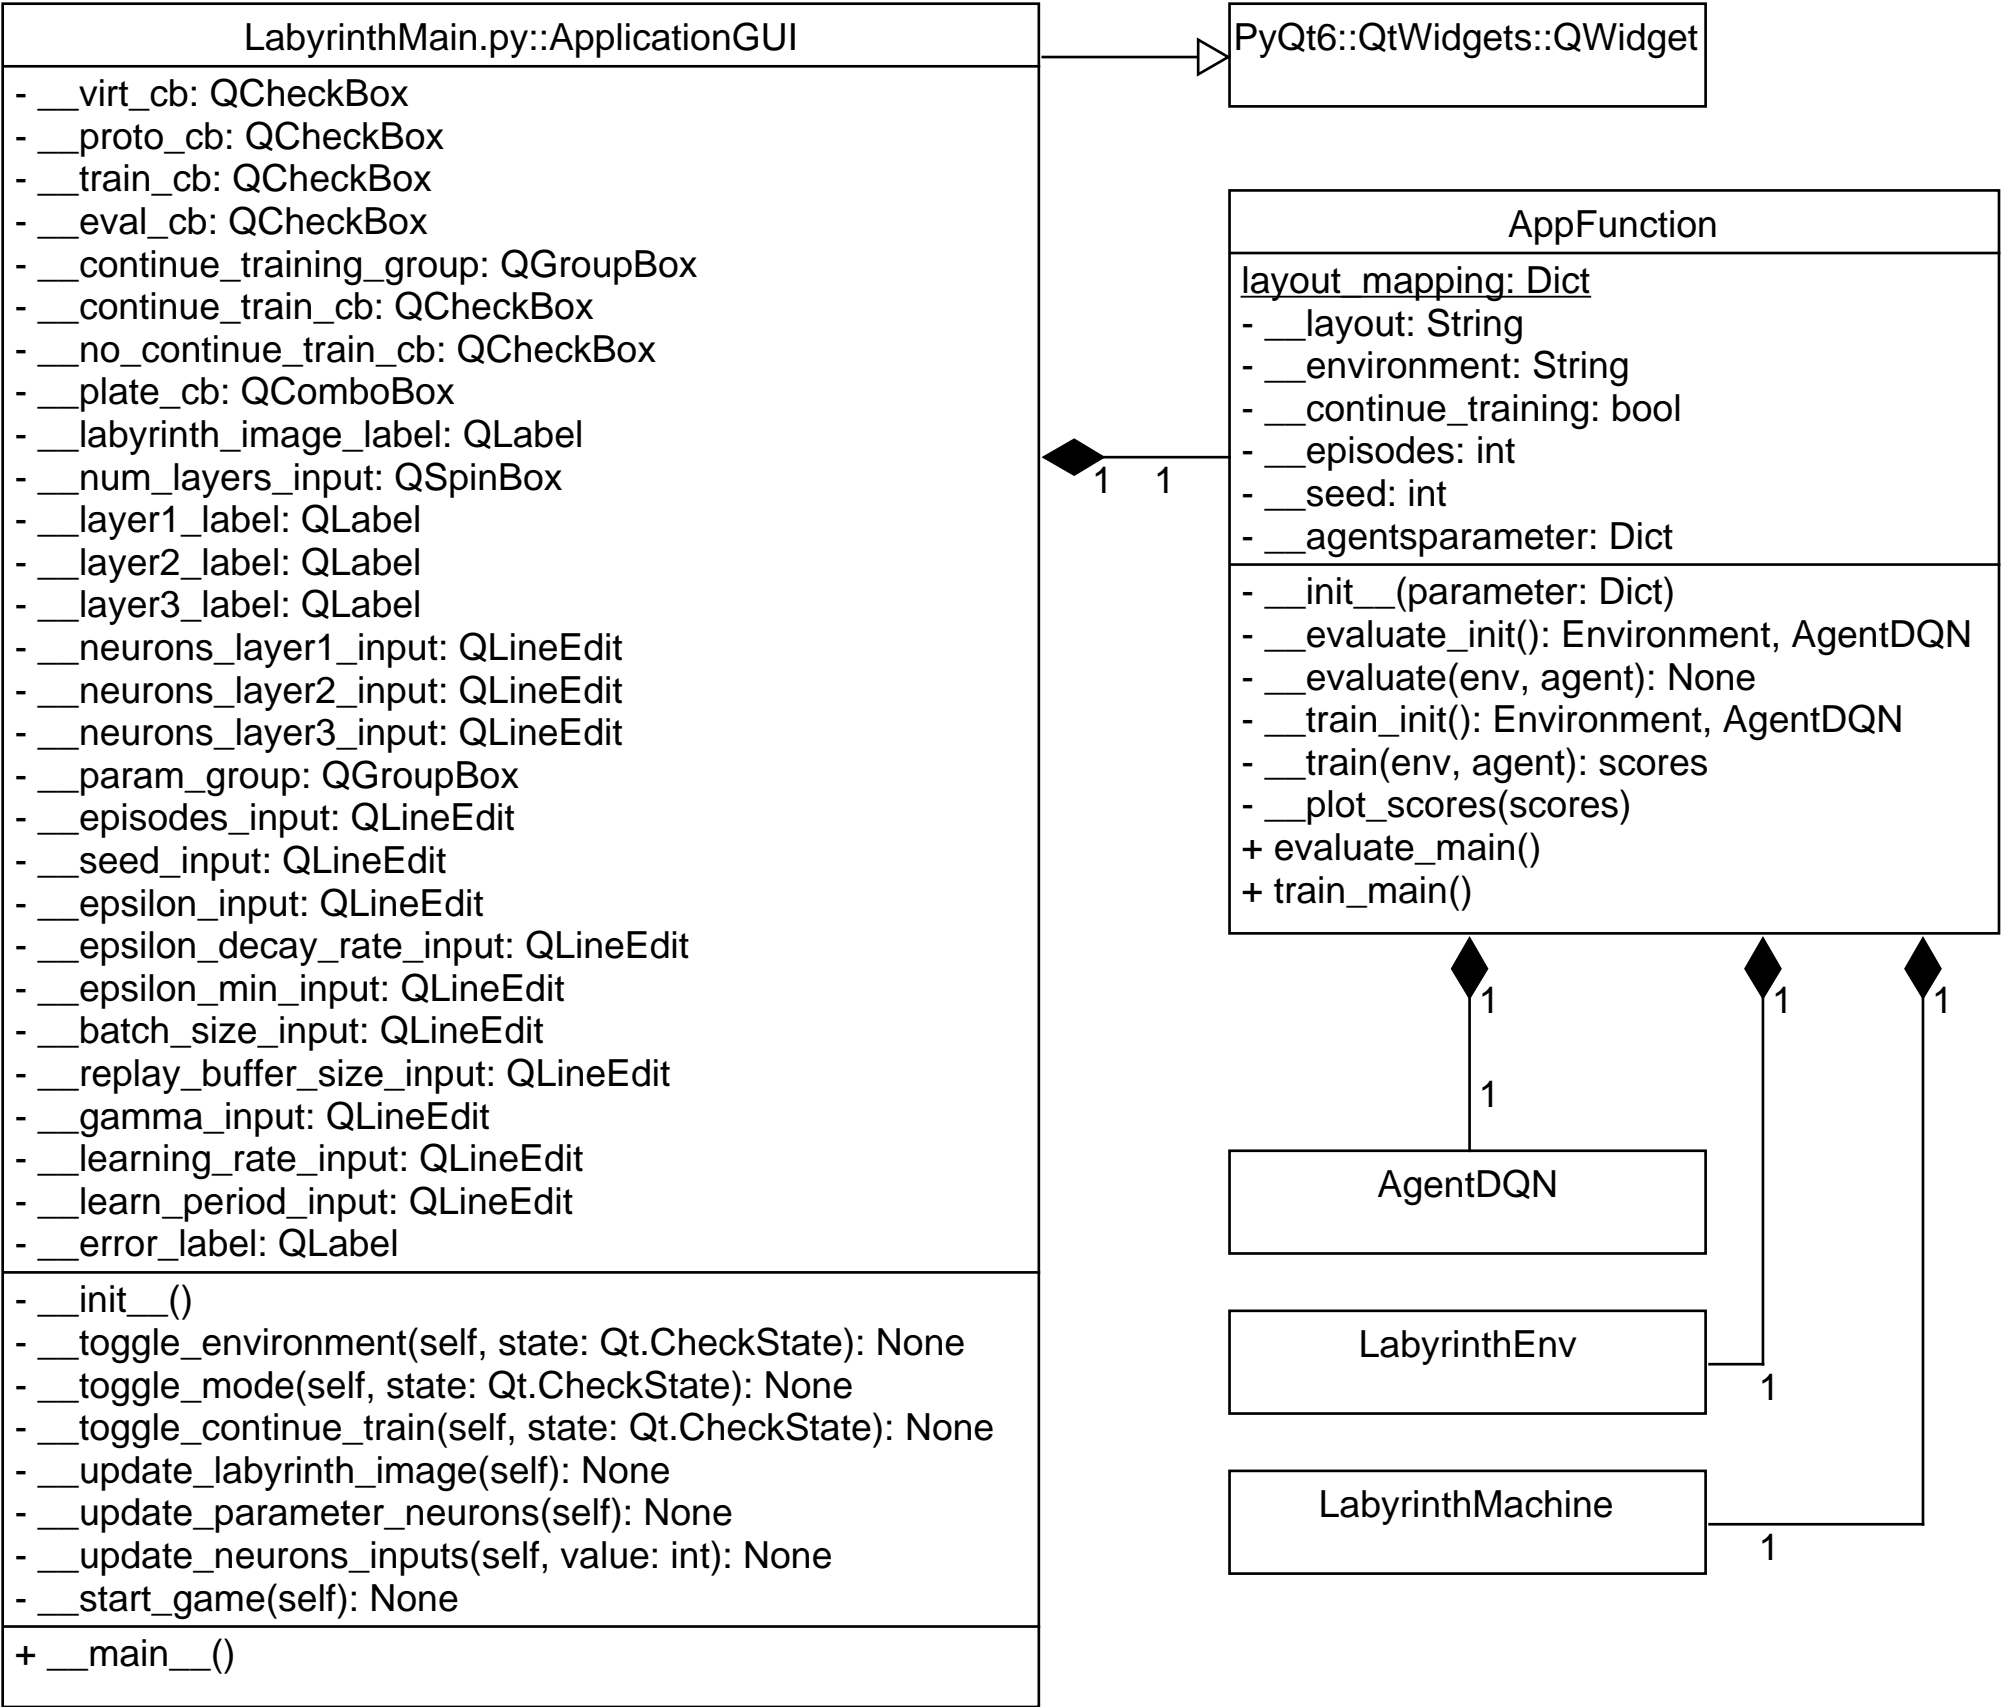 LabyrinthMain.py::ApplicationGUI
- __virt_cb: QCheckBox
- __proto_cb: QCheckBox
- __train_cb: QCheckBox
- __eval_cb: QCheckBox
- __continue_training_group: QGroupBox
- __continue_train_cb: QCheckBox
- __no_continue_train_cb: QCheckBox
- __plate_cb: QComboBox
- __labyrinth_image_label: QLabel
- __num_layers_input: QSpinBox
- __layer1_label: QLabel
- __layer2_label: QLabel
- __layer3_label: QLabel
- __neurons_layer1_input: QLineEdit
- __neurons_layer2_input: QLineEdit
- __neurons_layer3_input: QLineEdit
- __param_group: QGroupBox
- __episodes_input: QLineEdit
- __seed_input: QLineEdit
- __epsilon_input: QLineEdit
- __epsilon_decay_rate_input: QLineEdit
- __epsilon_min_input: QLineEdit
- __batch_size_input: QLineEdit
- __replay_buffer_size_input: QLineEdit
- __gamma_input: QLineEdit
- __learning_rate_input: QLineEdit
- __learn_period_input: QLineEdit
- __error_label: QLabel
- __init__()
- __toggle_environment(self, state: Qt.CheckState): None
- __toggle_mode(self, state: Qt.CheckState): None
- __toggle_continue_train(self, state: Qt.CheckState): None
- __update_labyrinth_image(self): None
- __update_parameter_neurons(self): None
- __update_neurons_inputs(self, value: int): None
- __start_game(self): None
+ __main__()
PyQt6::QtWidgets::QWidget
1 1
AppFunction
layout_mapping: Dict
- __layout: String
- __environment: String
- __continue_training: bool
- __episodes: int
- __seed: int
- __agentsparameter: Dict
- __init__(parameter: Dict)
- __evaluate_init(): Environment, AgentDQN
- __evaluate(env, agent): None
- __train_init(): Environment, AgentDQN
- __train(env, agent): scores
- __plot_scores(scores)
+ evaluate_main()
+ train_main()
1 1 1
1
AgentDQN
LabyrinthEnv
1
LabyrinthMachine
1